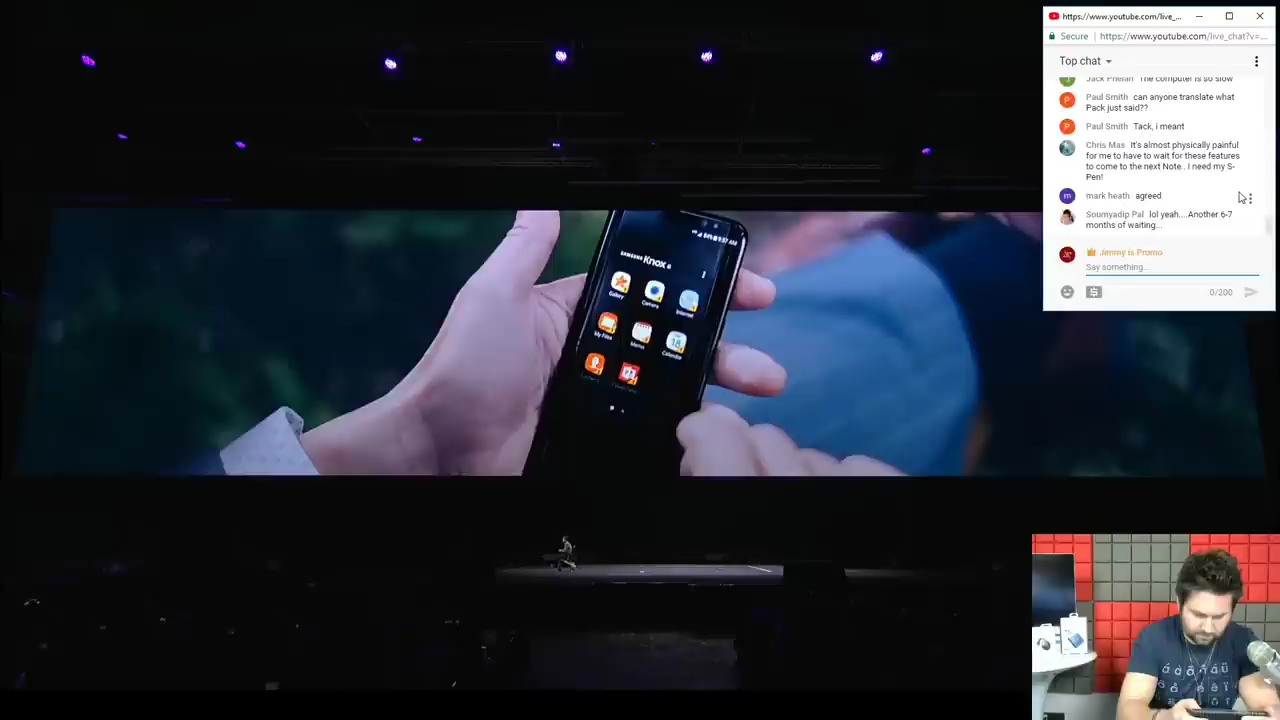 https://www.youtube.com/live_...
Secure
https://www.youtube.com/live_chat?v=...
Top chat
Jack Phelan The computer is so slow
Paul Smith can anyone translate what
Pack just said??
Paul Smith Tack, i meant
Chris Mas It's almost physically painful
for me to have to wait for these features
to come to the next Note.. I need my S-
Pen!
mark heath agreed
Soumyadip Pal lol yeah....Another 6-7
months of waiting...
Jimmy is Promo
Say something...
0/200
SAMSUNG Knox
Gallery
Camera
Internet
My Files
Memo
Calendar